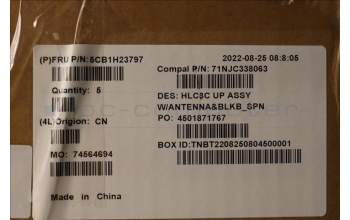 (P)FRU P/N:5CB1H23797 2022-08-25 08:8:05
Compal P/N: 71NJC338063
Quantity: 5 DES: HLC5C UP ASSY
W/ANTENNA&BLKB_SPN
(4L)Origion: CN PO: 4501871767
MO: 74564694 BOX ID:TNBT2208250804500001
Made in China